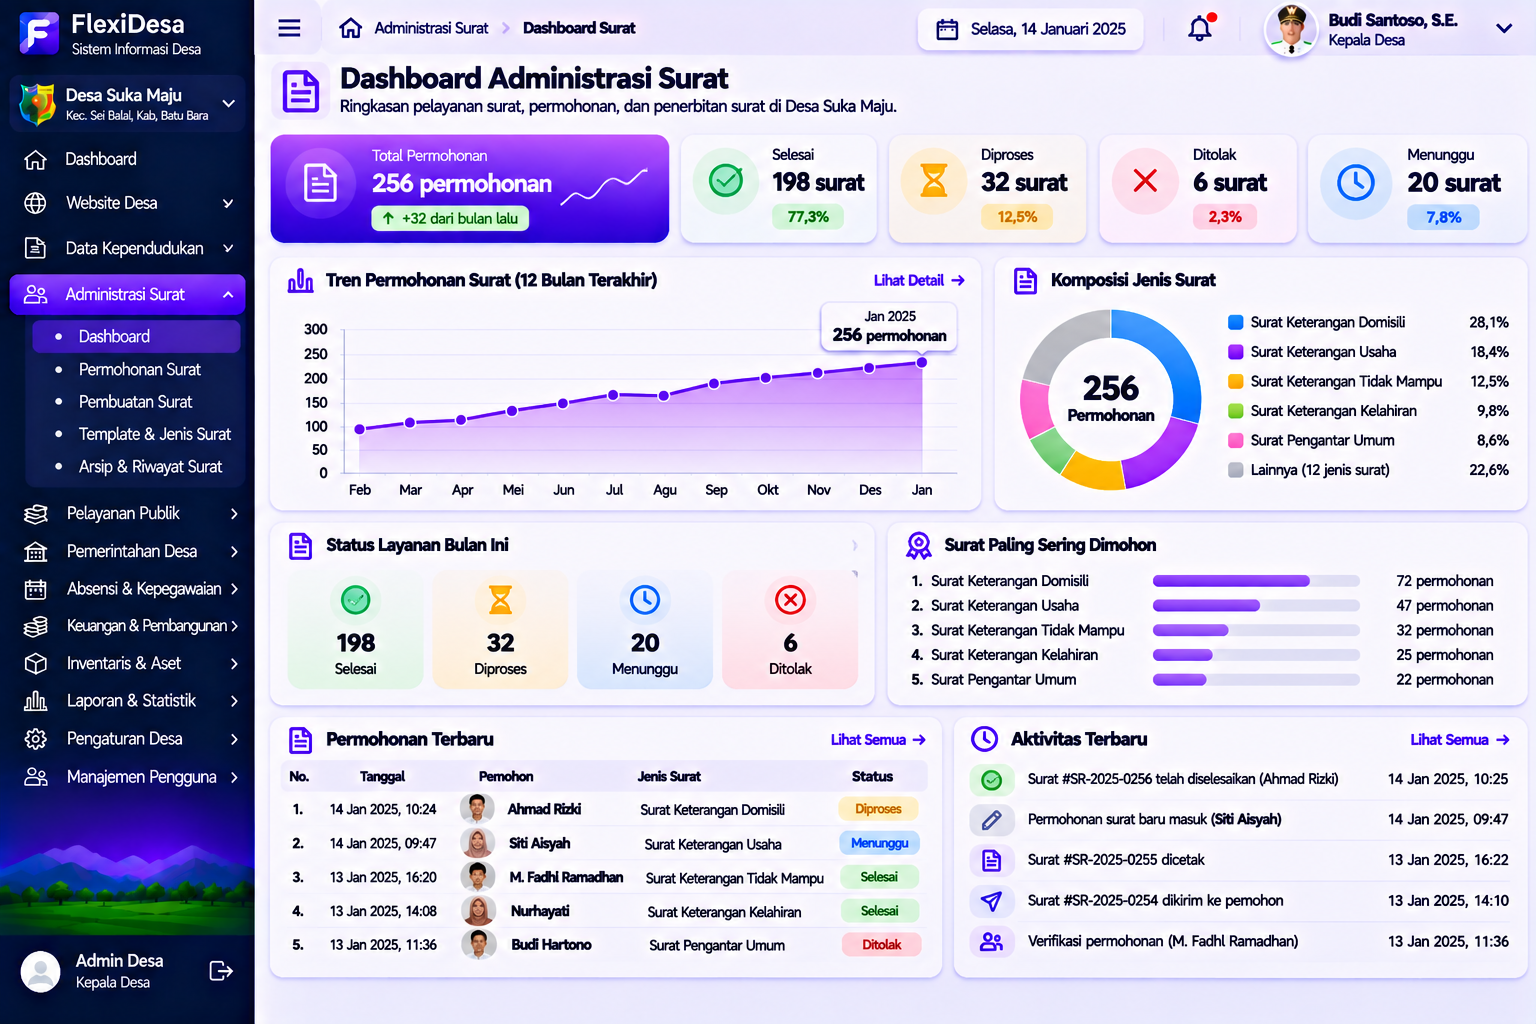 FlexiDesa
Sistem Informasi Desa
Desa Suka Maju
Kec. Sei Balal, Kab, Batu Bara
Dashboard
Website Desa
Data Kependudukan
Administrasi Surat
Dashboard
Permohonan Surat
Pembuatan Surat
Template & Jenis Surat
Arsip & Riwayat Surat
Pelayanan Publik
Pemerintahan Desa
Absensi & Kepegawaian
Keuangan & Pembangunan
Inventaris & Aset
Laporan & Statistik
Pengaturan Desa
Manajemen Pengguna
Admin Desa
Kepala Desa
Administrasi Surat > Dashboard Surat
Selasa, 14 Januari 2025
Budi Santoso, S.E.
Kepala Desa
Dashboard Administrasi Surat
Ringkasan pelayanan surat, permohonan, dan penerbitan surat di Desa Suka Maju.
Total Permohonan
256 permohonan
↑ +32 dari bulan lalu
Selesai
198 surat
77,3%
Diproses
32 surat
12,5%
Ditolak
6 surat
2,3%
Menunggu
20 surat
7,8%
Tren Permohonan Surat (12 Bulan Terakhir)
Lihat Detail →
Jan 2025
256 permohonan
300
250
200
150
100
50
0
Feb Mar Apr Mei Jun Jul Agu Sep Okt Nov Des Jan
Komposisi Jenis Surat
256
Permohonan
Surat Keterangan Domisili 28,1%
Surat Keterangan Usaha 18,4%
Surat Keterangan Tidak Mampu 12,5%
Surat Keterangan Kelahiran 9,8%
Surat Pengantar Umum 8,6%
Lainnya (12 jenis surat) 22,6%
Status Layanan Bulan Ini
198
Selesai
32
Diproses
20
Menunggu
6
Ditolak
Surat Paling Sering Dimohon
1. Surat Keterangan Domisili 72 permohonan
2. Surat Keterangan Usaha 47 permohonan
3. Surat Keterangan Tidak Mampu 32 permohonan
4. Surat Keterangan Kelahiran 25 permohonan
5. Surat Pengantar Umum 22 permohonan
Permohonan Terbaru
Lihat Semua →
No. Tanggal Pemohon Jenis Surat Status
1. 14 Jan 2025, 10:24 Ahmad Rizki Surat Keterangan Domisili Diproses
2. 14 Jan 2025, 09:47 Siti Aisyah Surat Keterangan Usaha Menunggu
3. 13 Jan 2025, 16:20 M. Fadhl Ramadhan Surat Keterangan Tidak Mampu Selesai
4. 13 Jan 2025, 14:08 Nurhayati Surat Keterangan Kelahiran Selesai
5. 13 Jan 2025, 11:36 Budi Hartono Surat Pengantar Umum Ditolak
Aktivitas Terbaru
Lihat Semua →
Surat #SR-2025-0256 telah diselesaikan (Ahmad Rizki) 14 Jan 2025, 10:25
Permohonan surat baru masuk (Siti Aisyah) 14 Jan 2025, 09:47
Surat #SR-2025-0255 dicetak 13 Jan 2025, 16:22
Surat #SR-2025-0254 dikirim ke pemohon 13 Jan 2025, 14:10
Verifikasi permohonan (M. Fadhl Ramadhan) 13 Jan 2025, 11:36